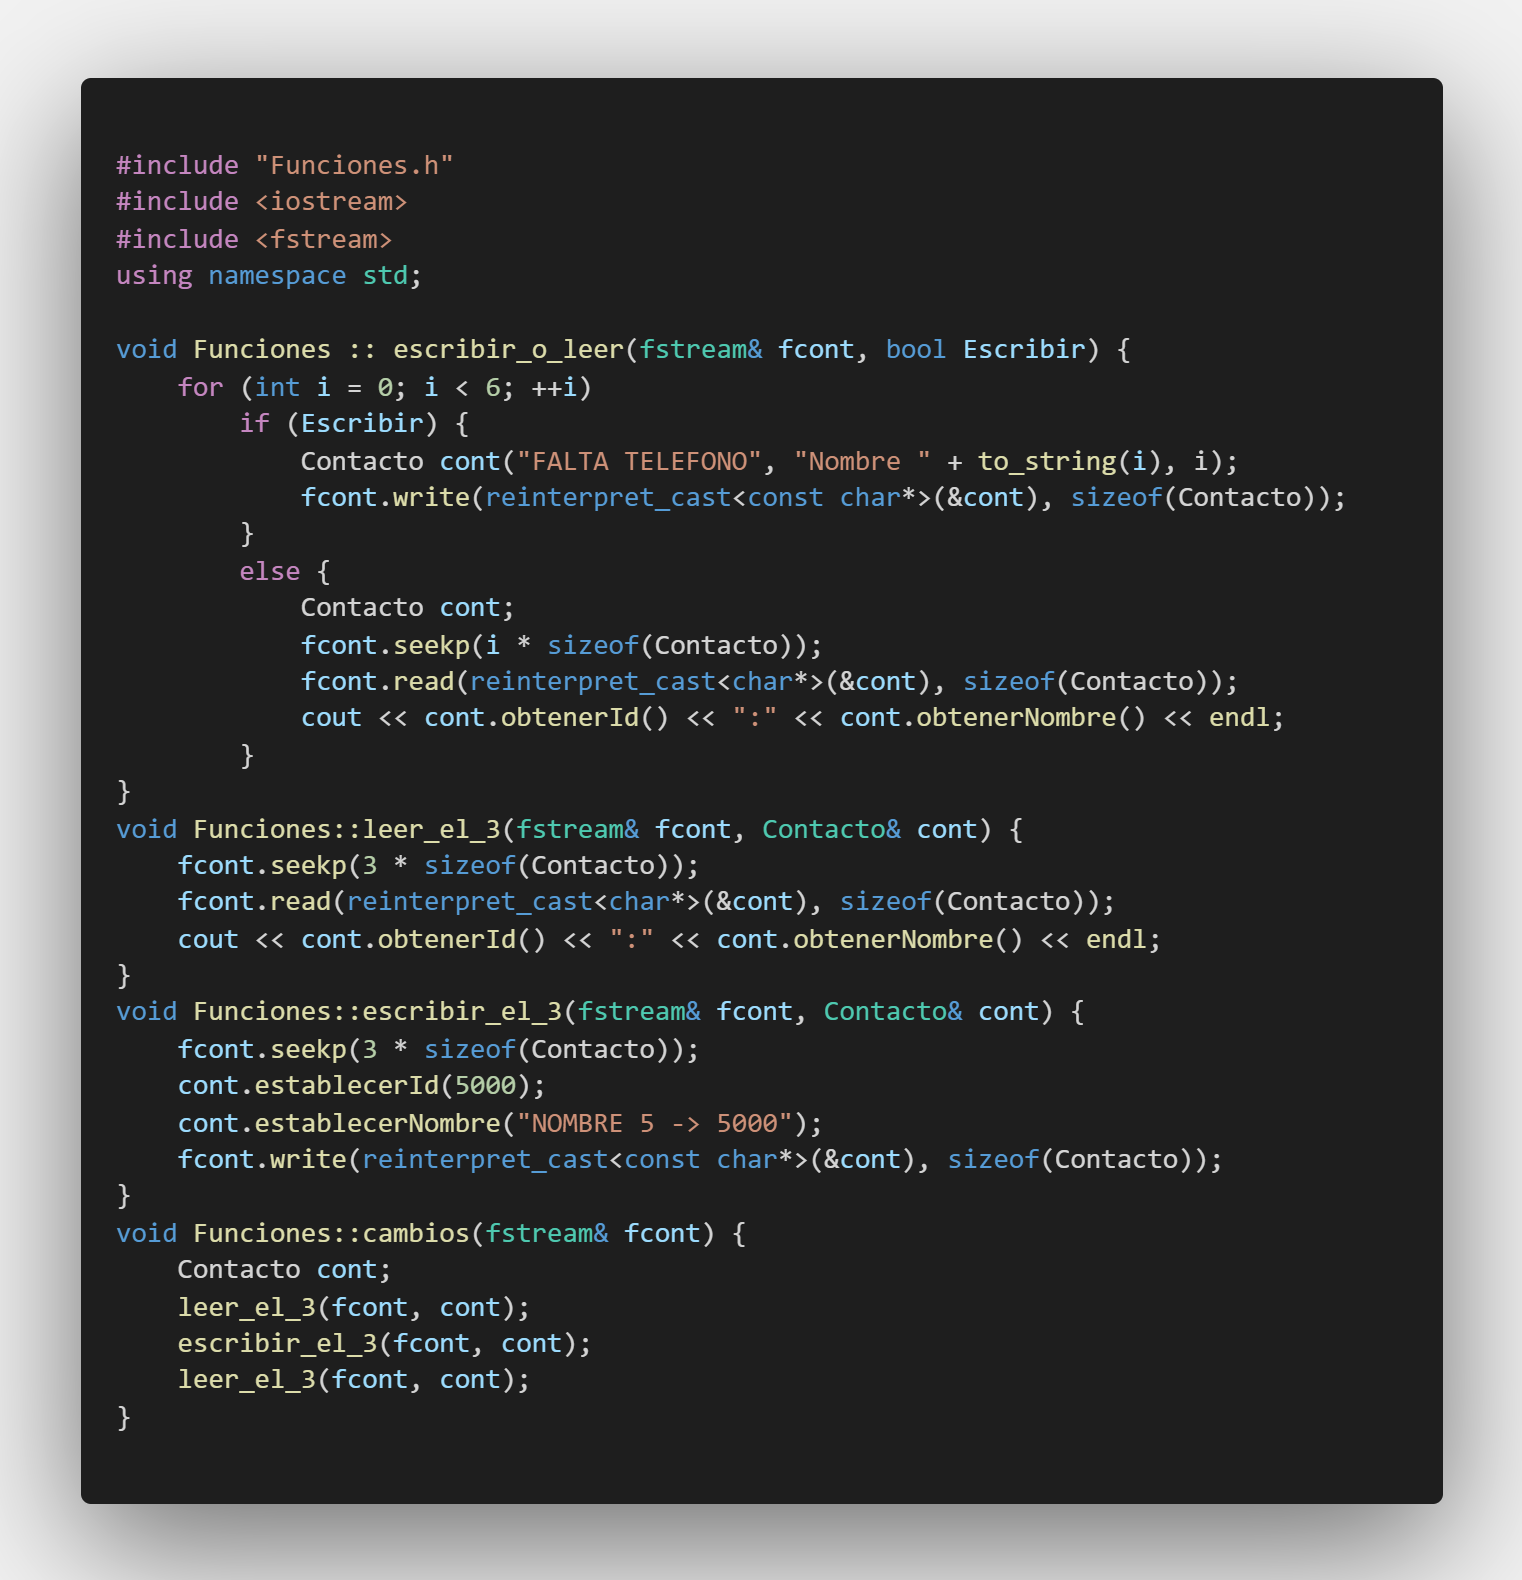 #include "Funciones.h"
#include <iostream>
#include <fstream>
using namespace std;

void Funciones :: escribir_o_leer(fstream& fcont, bool Escribir) {
    for (int i = 0; i < 6; ++i)
        if (Escribir) {
            Contacto cont("FALTA TELEFONO", "Nombre " + to_string(i), i);
            fcont.write(reinterpret_cast<const char*>(&cont), sizeof(Contacto));
        }
        else {
            Contacto cont;
            fcont.seekp(i * sizeof(Contacto));
            fcont.read(reinterpret_cast<char*>(&cont), sizeof(Contacto));
            cout << cont.obtenerId() << ":" << cont.obtenerNombre() << endl;
        }
}
void Funciones::leer_el_3(fstream& fcont, Contacto& cont) {
    fcont.seekp(3 * sizeof(Contacto));
    fcont.read(reinterpret_cast<char*>(&cont), sizeof(Contacto));
    cout << cont.obtenerId() << ":" << cont.obtenerNombre() << endl;
}
void Funciones::escribir_el_3(fstream& fcont, Contacto& cont) {
    fcont.seekp(3 * sizeof(Contacto));
    cont.establecerId(5000);
    cont.establecerNombre("NOMBRE 5 -> 5000");
    fcont.write(reinterpret_cast<const char*>(&cont), sizeof(Contacto));
}
void Funciones::cambios(fstream& fcont) {
    Contacto cont;
    leer_el_3(fcont, cont);
    escribir_el_3(fcont, cont);
    leer_el_3(fcont, cont);
}